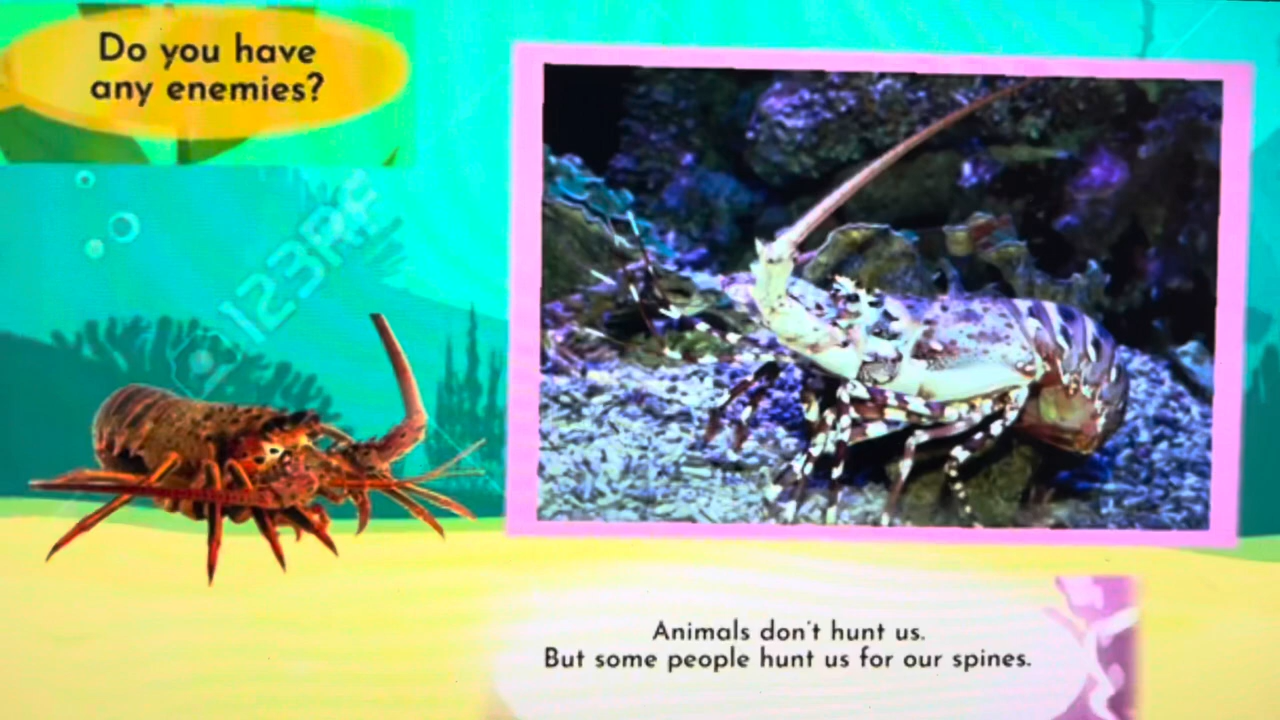 Do you have
any enemies?
123RF
Animals don't hunt us.
But some people hunt us for our spines.